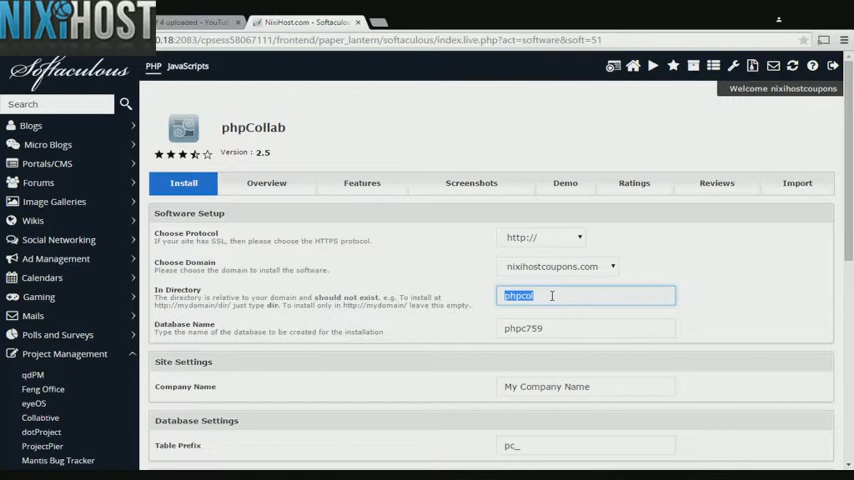 NIXIHOST
4 uploaded - YouTu
NixiHost.com - Softaculous
0.18:2083/cpsess58067111/frontend/paper_lantern/softaculous/index.live.php?act=software&soft=51
Softaculous
PHP JavaScripts
Welcome nixihostcoupons
Search
Blogs
Micro Blogs
Portals/CMS
Forums
Image Galleries
Wikis
Social Networking
Ad Management
Calendars
Gaming
Mails
Polls and Surveys
Project Management
qdPM
Feng Office
eyeOS
Collabtive
dotProject
ProjectPier
Mantis Bug Tracker
phpCollab
Version : 2.5
Install Overview Features Screenshots Demo Ratings Reviews Import
Software Setup
Choose Protocol
If your site has SSL, then please choose the HTTPS protocol.
http://
Choose Domain
Please choose the domain to install the software.
nixihostcoupons.com
In Directory
The directory is relative to your domain and should not exist. e.g. To install at
http://mydomain/dir/ just type dir. To install only in http://mydomain/ leave this empty.
phpcol
Database Name
Type the name of the database to be created for the installation
phpc759
Site Settings
Company Name
My Company Name
Database Settings
Table Prefix
pc_